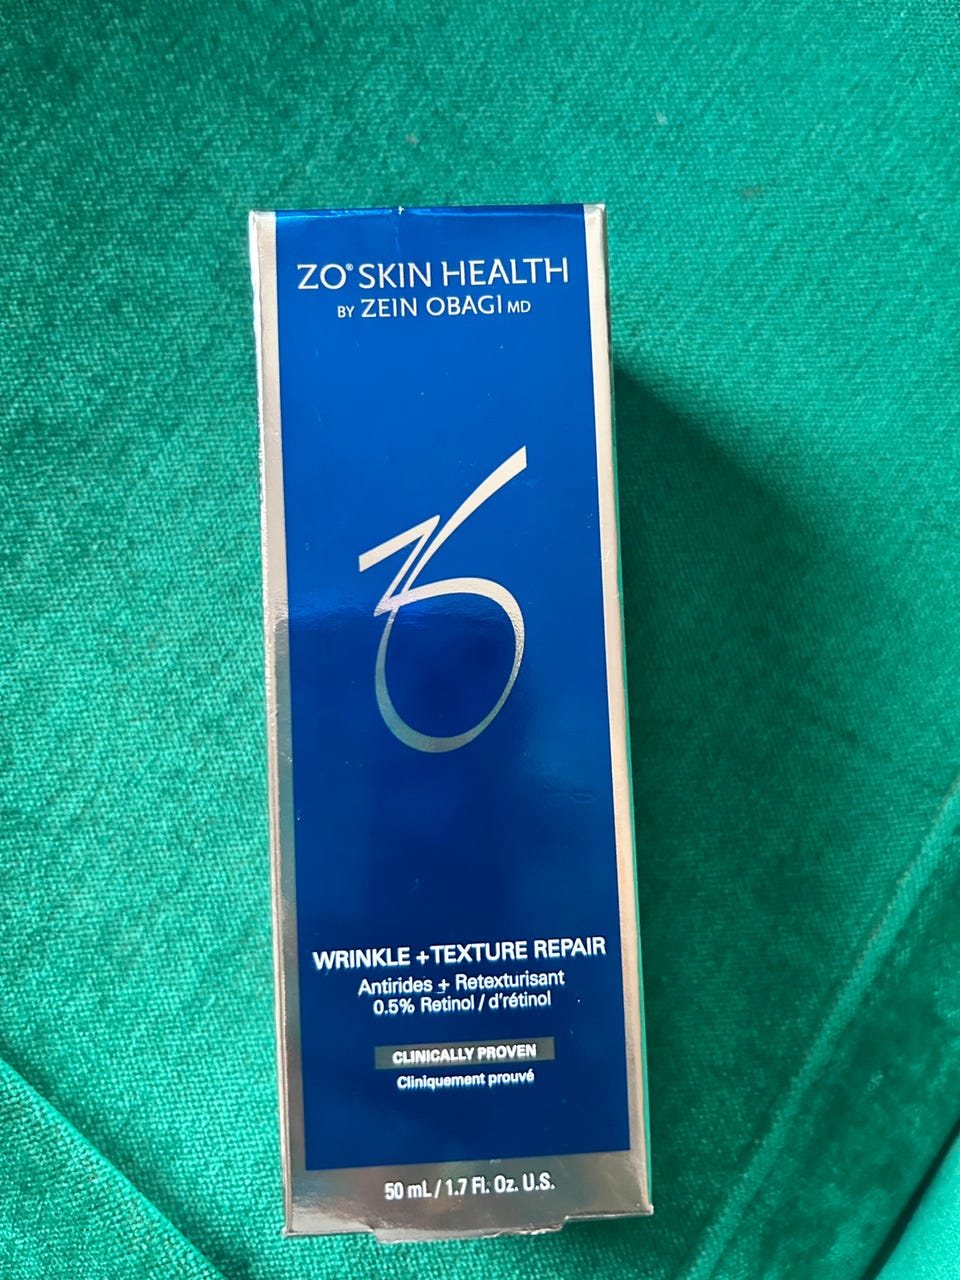 ZO® SKIN HEALTH
BY ZEIN OBAGI MD
WRINKLE + TEXTURE REPAIR
Antirides + Retexturisant
0.5% Retinol / d'rétinol
CLINICALLY PROVEN
Cliniquement prouvé
50 mL / 1.7 Fl. Oz. U.S.